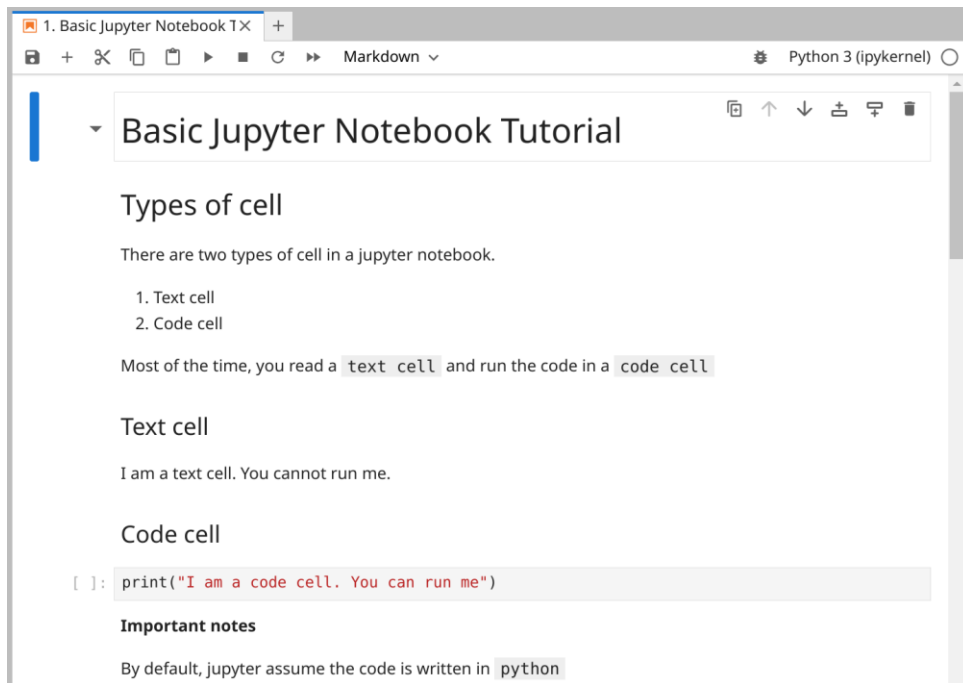 1. Basic Jupyter Notebook T
Markdown
Python 3 (ipykernel)
Basic Jupyter Notebook Tutorial
Types of cell
There are two types of cell in a jupyter notebook.
1. Text cell
2. Code cell
Most of the time, you read a text cell and run the code in a code cell
Text cell
I am a text cell. You cannot run me.
Code cell
[ ]: print("I am a code cell. You can run me")
Important notes
By default, jupyter assume the code is written in python